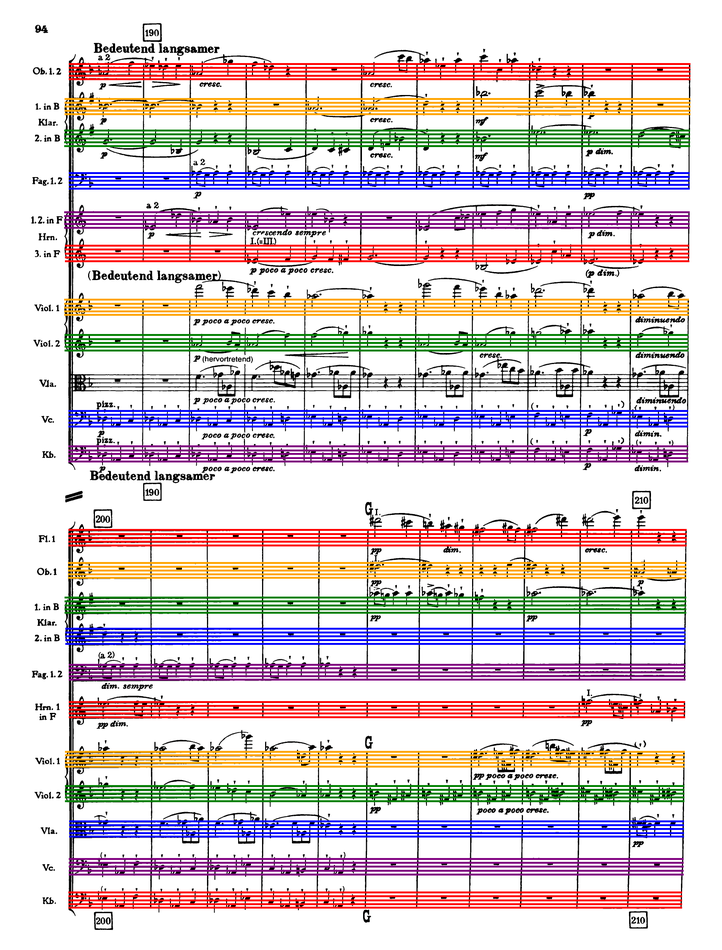 94
190
Bedeutend langsamer
a 2
Ob. 1.2
p cresc. cresc.
1. in B
p cresc. mf p
Klar.
2. in B
p cresc. mf p dim.
a 2
Fag. 1.2
p pp
a 2
1.2. in F
p crescendo sempre p dim.
Hrn.
I. (=III.)
3. in F
p poco a poco cresc. (p dim.)
(Bedeutend langsamer)
Viol. 1
p poco a poco cresc. diminuendo
Viol. 2
p (hervortretend) cresc. diminuendo
Vla.
p poco a poco cresc. diminuendo
pizz.
Vc.
p poco a poco cresc. p dimin.
pizz.
Kb.
p poco a poco cresc. p dimin.
Bedeutend langsamer
190
200 G I. 210
Fl. 1
pp dim. cresc.
Ob. 1
pp p
1. in B
pp pp
Klar.
2. in B
(a 2)
Fag. 1.2
dim. sempre
I.
Hrn. 1
in F
pp dim. pp
G
Viol. 1
pp poco a poco cresc.
Viol. 2
pp poco a poco cresc.
Vla.
pp
Vc.
Kb.
200 G 210